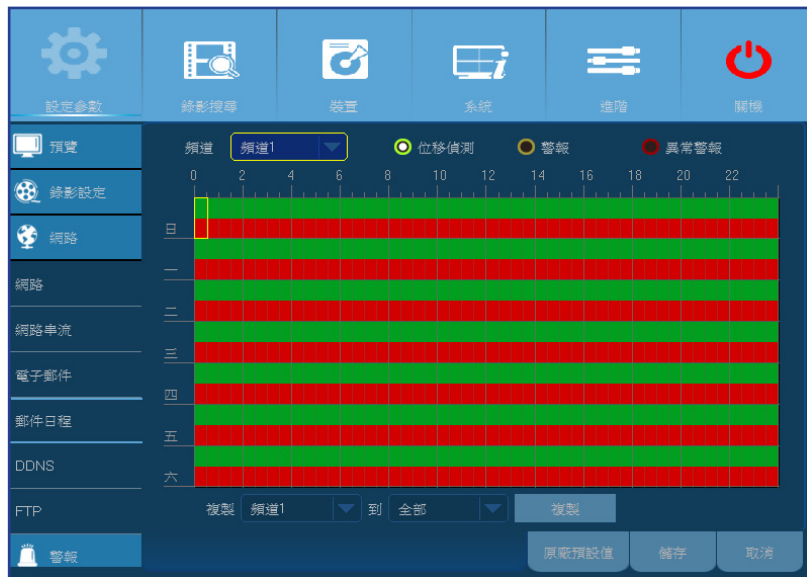 設定參數 錄影搜尋 裝置 系統 進階 關機
預覽
錄影設定
網路
網路
網路串流
電子郵件
郵件日程
DDNS
FTP
警報
頻道 頻道1 位移偵測 警報 異常警報
0 2 4 6 8 10 12 14 16 18 20 22
日
一
二
三
四
五
六
複製 頻道1 到 全部 複製
原廠預設值 儲存 取消